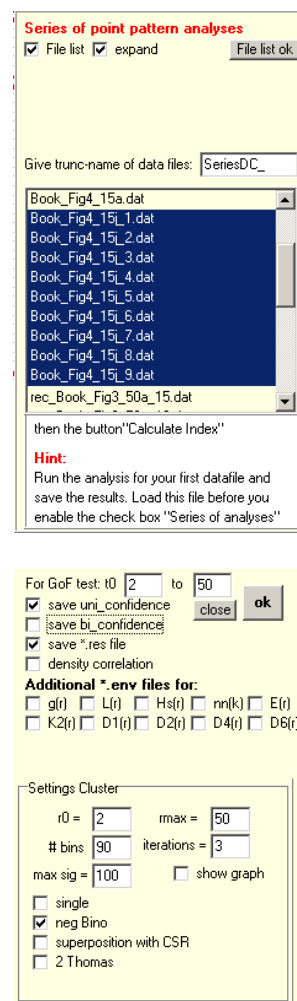 Series of point pattern analyses
File list expand File list ok
Give trunc-name of data files: SeriesDC_
Book_Fig4_15a.dat
Book_Fig4_15j_1.dat
Book_Fig4_15j_2.dat
Book_Fig4_15j_3.dat
Book_Fig4_15j_4.dat
Book_Fig4_15j_5.dat
Book_Fig4_15j_6.dat
Book_Fig4_15j_7.dat
Book_Fig4_15j_8.dat
Book_Fig4_15j_9.dat
rec_Book_Fig3_50a_15.dat
then the button"Calculate Index"
Hint:
Run the analysis for your first datafile and
save the results. Load this file before you
enable the check box "Series of analyses"
For GoF test: t0 2 to 50
save uni_confidence close ok
save bi_confidence
save *.res file
density correlation
Additional *.env files for:
g(r) L(r) Hs(r) nn(k) E(r)
K2(r) D1(r) D2(r) D4(r) D6(r)
Settings Cluster
r0 = 2 rmax = 50
# bins 90 iterations = 3
max sig = 100 show graph
single
neg Bino
superposition with CSR
2 Thomas